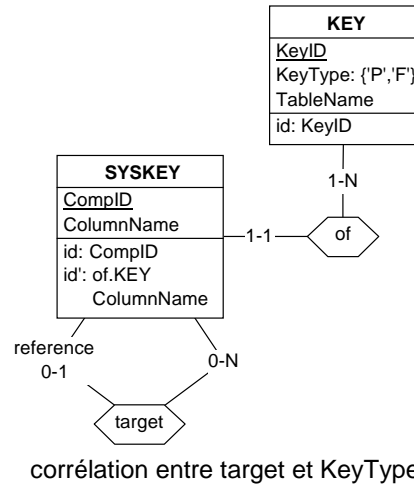 KEY
KeyID
KeyType: {'P','F'}
TableName
id: KeyID
1-N
SYSKEY
CompID
ColumnName
id: CompID
id': of.KEY
ColumnName
1-1
of
reference
0-1
0-N
target
corrélation entre target et KeyType